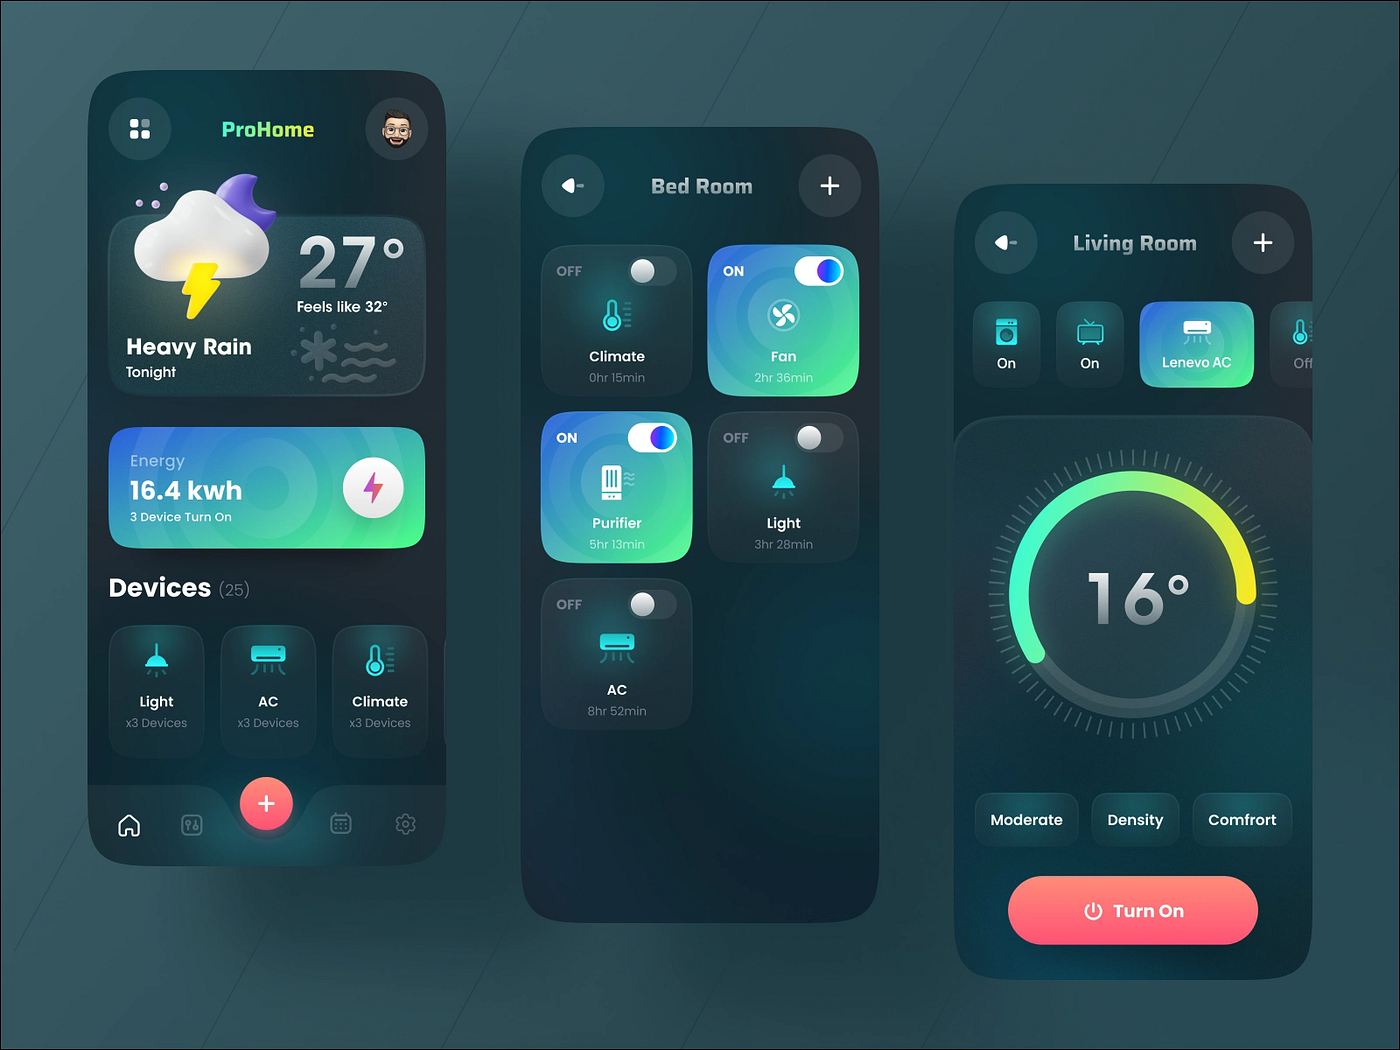 ProHome
27°
Feels like 32°
Heavy Rain
Tonight
Energy
16.4 kwh
3 Device Turn On
Devices (25)
Light
x3 Devices
AC
x3 Devices
Climate
x3 Devices
Bed Room
OFF
Climate
0hr 15min
ON
Fan
2hr 36min
ON
Purifier
5hr 13min
OFF
Light
3hr 28min
OFF
AC
8hr 52min
Living Room
On
On
Lenevo AC
Off
16°
Moderate
Density
Comfrort
Turn On